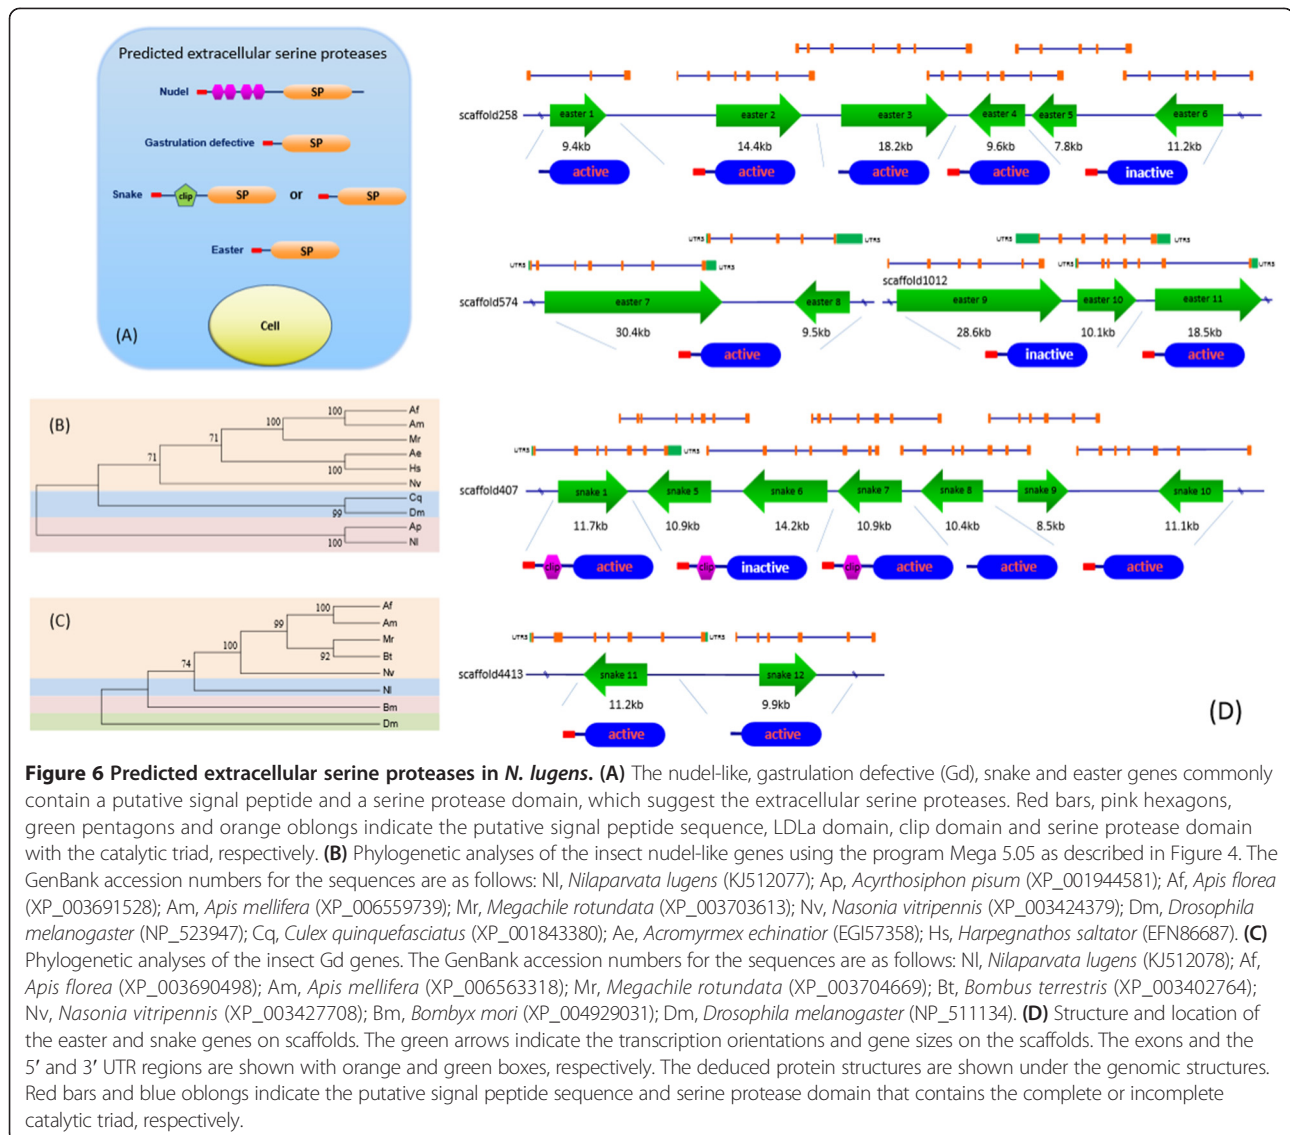 Predicted extracellular serine proteases
Nudel
SP
Gastrulation defective
SP
Snake
clip
SP
or
SP
Easter
SP
Cell
(A)
(B)
100
Af
Am
100
Mr
71
Ae
71
100
Hs
Nv
Cq
99
Dm
Ap
100
Nl
(C)
100
Af
99
Am
Mr
100
92
Bt
74
Nv
Nl
Bm
Dm
scaffold258
easter 1
easter 2
easter 3
easter 4
easter 5
easter 6
9.4kb
14.4kb
18.2kb
9.6kb
7.8kb
11.2kb
active
active
active
active
inactive
UTRS
UTRS
UTRS
UTRS
scaffold574
easter 7
easter 8
30.4kb
9.5kb
active
UTRS
UTRS
UTRS
UTRS
scaffold1012
easter 9
easter 10
easter 11
28.6kb
10.1kb
18.5kb
inactive
active
UTRS
UTRS
scaffold407
snake 1
snake 5
snake 6
snake 7
snake 8
snake 9
snake 10
11.7kb
10.9kb
14.2kb
10.9kb
10.4kb
8.5kb
11.1kb
clip
active
clip
inactive
clip
active
active
active
UTRS
UTRS
scaffold4413
snake 11
snake 12
11.2kb
9.9kb
active
active
(D)
Figure 6 Predicted extracellular serine proteases in N. lugens. (A) The nudel-like, gastrulation defective (Gd), snake and easter genes commonly
contain a putative signal peptide and a serine protease domain, which suggest the extracellular serine proteases. Red bars, pink hexagons,
green pentagons and orange oblongs indicate the putative signal peptide sequence, LDLa domain, clip domain and serine protease domain
with the catalytic triad, respectively. (B) Phylogenetic analyses of the insect nudel-like genes using the program Mega 5.05 as described in Figure 4. The
GenBank accession numbers for the sequences are as follows: Nl, Nilaparvata lugens (KJ512077); Ap, Acyrthosiphon pisum (XP_001944581); Af, Apis florea
(XP_003691528); Am, Apis mellifera (XP_006559739); Mr, Megachile rotundata (XP_003703613); Nv, Nasonia vitripennis (XP_003424379); Dm, Drosophila
melanogaster (NP_523947); Cq, Culex quinquefasciatus (XP_001843380); Ae, Acromyrmex echinatior (EGI57358); Hs, Harpegnathos saltator (EFN86687). (C)
Phylogenetic analyses of the insect Gd genes. The GenBank accession numbers for the sequences are as follows: Nl, Nilaparvata lugens (KJ512078); Af,
Apis florea (XP_003690498); Am, Apis mellifera (XP_006563318); Mr, Megachile rotundata (XP_003704669); Bt, Bombus terrestris (XP_003402764);
Nv, Nasonia vitripennis (XP_003427708); Bm, Bombyx mori (XP_004929031); Dm, Drosophila melanogaster (NP_511134). (D) Structure and location of
the easter and snake genes on scaffolds. The green arrows indicate the transcription orientations and gene sizes on the scaffolds. The exons and the
5′ and 3′ UTR regions are shown with orange and green boxes, respectively. The deduced protein structures are shown under the genomic structures.
Red bars and blue oblongs indicate the putative signal peptide sequence and serine protease domain that contains the complete or incomplete
catalytic triad, respectively.